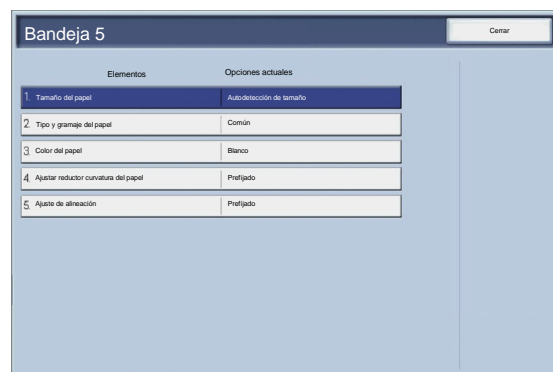 Bandeja 5
Cerrar
Elementos Opciones actuales
1. Tamaño del papel Autodetección de tamaño
2. Tipo y gramaje del papel Común
3. Color del papel Blanco
4. Ajustar reductor curvatura del papel Prefijado
5. Ajuste de alineación Prefijado